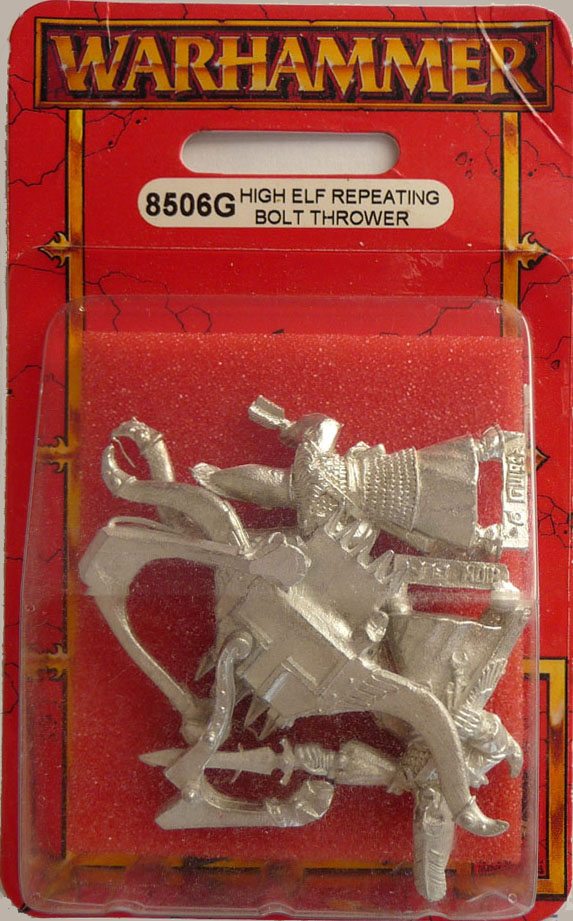 WARHAMMER
8506G HIGH ELF REPEATING
BOLT THROWER